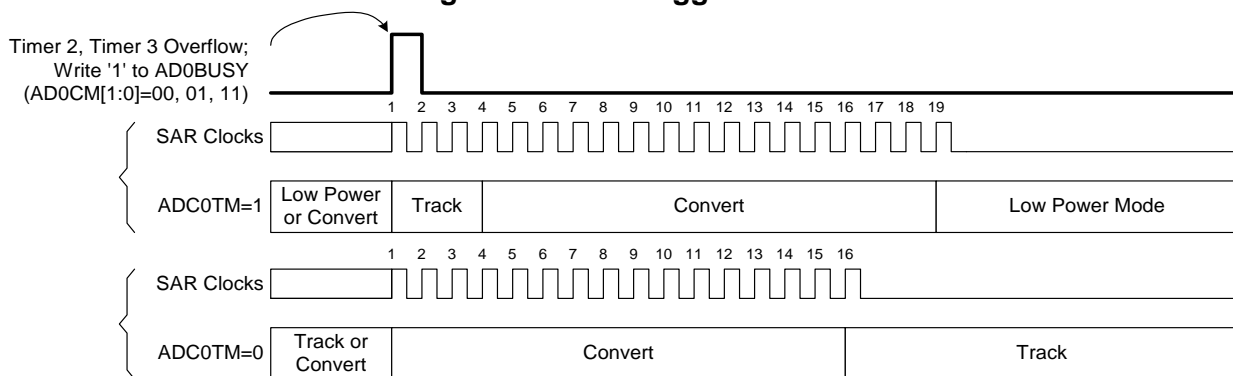 Timer 2, Timer 3 Overflow;
Write '1' to AD0BUSY
(AD0CM[1:0]=00, 01, 11)
1 2 3 4 5 6 7 8 9 10 11 12 13 14 15 16 17 18 19
SAR Clocks
ADC0TM=1
Low Power
or Convert
Track
Convert
Low Power Mode
1 2 3 4 5 6 7 8 9 10 11 12 13 14 15 16
SAR Clocks
ADC0TM=0
Track or
Convert
Convert
Track